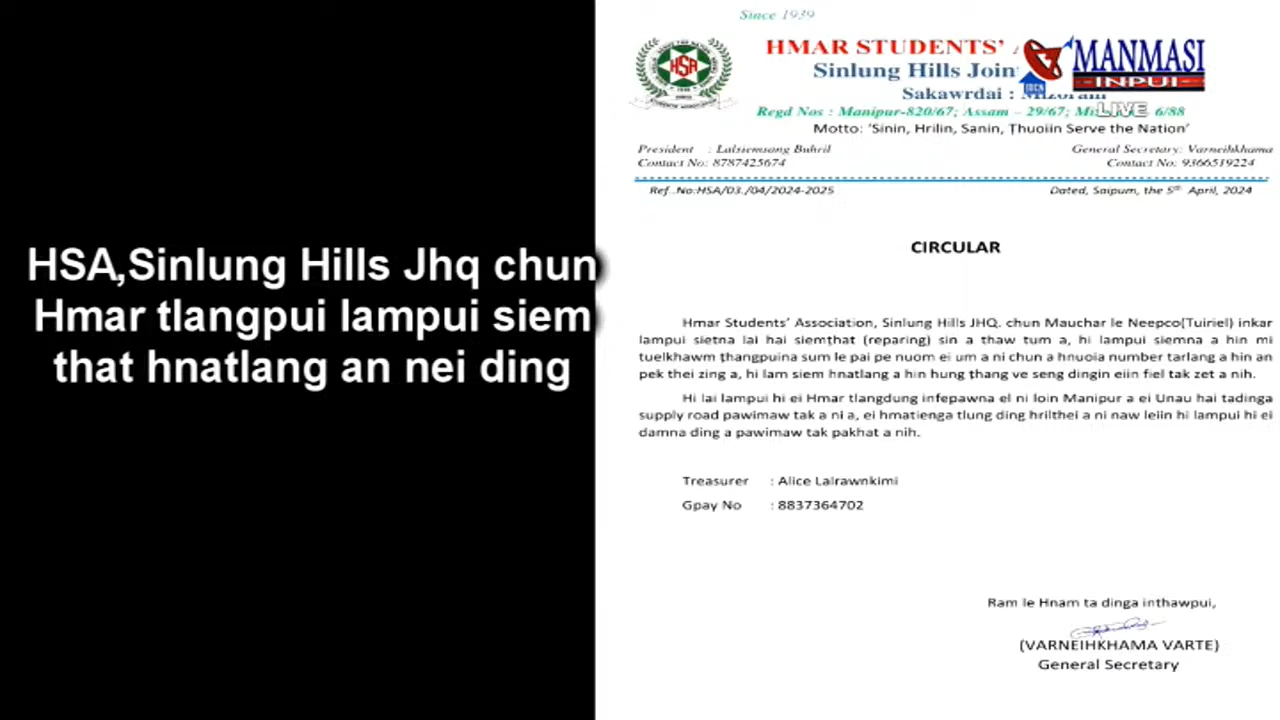 HSA,Sinlung Hills Jhq chun
Hmar tlangpui lampui siem
that hnatlang an nei ding
Since 1939
HMAR STUDENTS'
Sinlung Hills Joint
Sakawrdai : Mizoram
Regd Nos : Manipur-820/67; Assam – 29/67; 6/88
Motto: 'Sinin, Hrilin, Sanin, Ṭhuoiin Serve the Nation'
MANMASI
INPUI
LIVE
HSA
President : Lalsiemsang Buhril
General Secretary: Varneihkhama
Contact No: 8787425674
Contact No: 9366519224
Ref..No:HSA/03./04/2024-2025
Dated, Saipum, the 5th April, 2024
CIRCULAR
Hmar Students' Association, Sinlung Hills JHQ. chun Mauchar le Neepco(Tuiriel) inkar
lampui sietna lai hai siemṭhat (reparing) sin a thaw tum a, hi lampui siemna a hin mi
tuelkhawm ṭhangpuina sum le pai pe nuom ei um a ni chun a hnuoia number tarlang a hin an
pek thei zing a, hi lam siem hnatlang a hin hung ṭhang ve seng dingin eiin fiel tak zet a nih.
Hi lai lampui hi ei Hmar tlangdung infepawna el ni loin Manipur a ei Unau hai tadinga
supply road pawimaw tak a ni a, ei hmatienga tlung ding hrilthei a ni naw leiin hi lampui hi ei
damna ding a pawimaw tak pakhat a nih.
Treasurer : Alice Lalrawnkimi
Gpay No : 8837364702
Ram le Hnam ta dinga inthawpui,
(VARNEIHKHAMA VARTE)
General Secretary